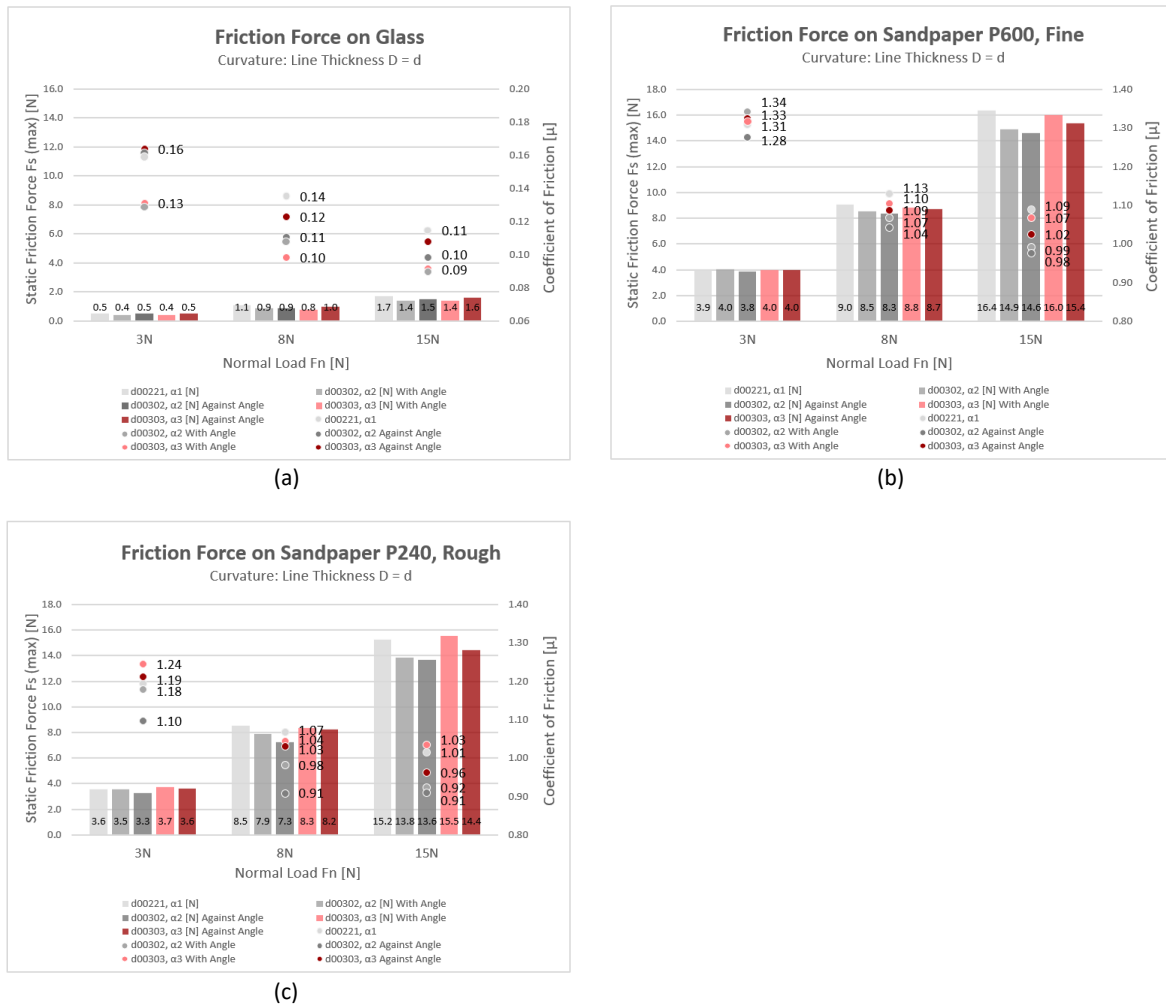 Friction Force on Glass
Curvature: Line Thickness D = d
Static Friction Force Fs (max) [N]
16.0
14.0
12.0
10.0
8.0
6.0
4.0
2.0
0.0
0.16
0.13
0.14
0.12
0.11
0.10
0.11
0.10
0.09
0.5 0.4 0.5 0.4 0.5
1.1 0.9 0.9 0.8 1.0
1.7 1.4 1.5 1.4 1.6
0.20
0.18
0.16
0.14
0.12
0.10
0.08
0.06
Coefficient of Friction [µ]
3N 8N 15N
Normal Load Fn [N]
d00221, α1 [N] d00302, α2 [N] With Angle
d00302, α2 [N] Against Angle d00303, α3 [N] With Angle
d00303, α3 [N] Against Angle d00221, α1
d00302, α2 With Angle d00302, α2 Against Angle
d00303, α3 With Angle d00303, α3 Against Angle
(a)
Friction Force on Sandpaper P600, Fine
Curvature: Line Thickness D = d
Static Friction Force Fs (max) [N]
18.0
16.0
14.0
12.0
10.0
8.0
6.0
4.0
2.0
0.0
1.34
1.33
1.31
1.28
1.13
1.10
1.09
1.07
1.04
1.09
1.07
1.02
0.99
0.98
3.9 4.0 3.8 4.0 4.0
9.0 8.5 8.3 8.8 8.7
16.4 14.9 14.6 16.0 15.4
1.40
1.30
1.20
1.10
1.00
0.90
0.80
Coefficient of Friction [µ]
3N 8N 15N
Normal Load Fn [N]
d00221, α1 [N] d00302, α2 [N] With Angle
d00302, α2 [N] Against Angle d00303, α3 [N] With Angle
d00303, α3 [N] Against Angle d00221, α1
d00302, α2 With Angle d00302, α2 Against Angle
d00303, α3 With Angle d00303, α3 Against Angle
(b)
Friction Force on Sandpaper P240, Rough
Curvature: Line Thickness D = d
Static Friction Force Fs (max) [N]
18.0
16.0
14.0
12.0
10.0
8.0
6.0
4.0
2.0
0.0
1.24
1.19
1.18
1.10
1.07
1.04
1.03
0.98
0.91
1.03
1.01
0.96
0.92
0.91
3.6 3.5 3.3 3.7 3.6
8.5 7.9 7.3 8.3 8.2
15.2 13.8 13.6 15.5 14.4
1.40
1.30
1.20
1.10
1.00
0.90
0.80
Coefficient of Friction [µ]
3N 8N 15N
Normal Load Fn [N]
d00221, α1 [N] d00302, α2 [N] With Angle
d00302, α2 [N] Against Angle d00303, α3 [N] With Angle
d00303, α3 [N] Against Angle d00221, α1
d00302, α2 With Angle d00302, α2 Against Angle
d00303, α3 With Angle d00303, α3 Against Angle
(c)